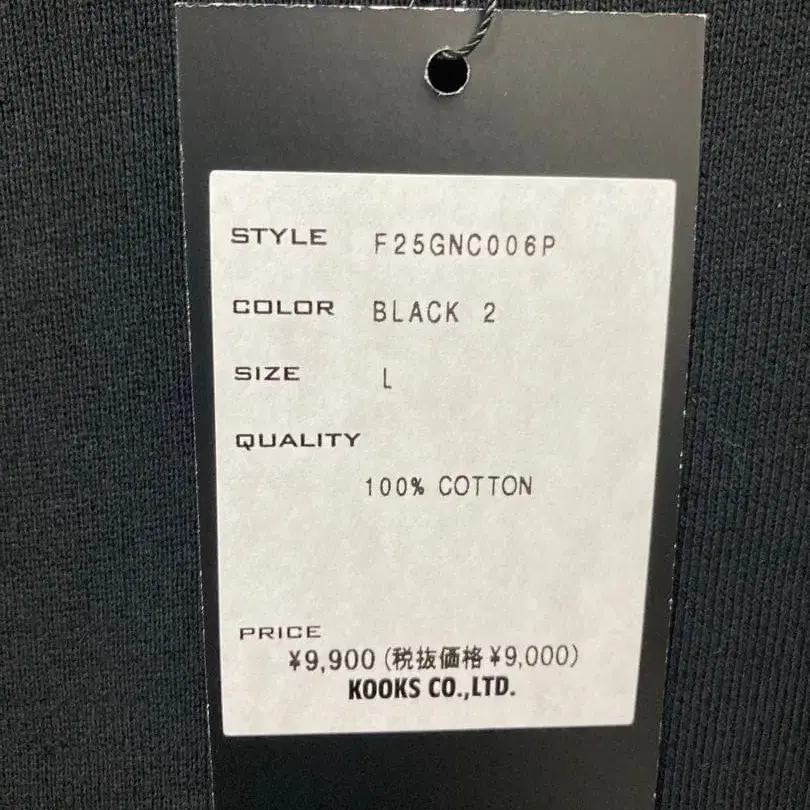 STYLE F25GNC006P
COLOR BLACK 2
SIZE L
QUALITY
100% COTTON
PRICE
¥9,900 (税抜価格 ¥9,000)
KOOKS CO.,LTD.